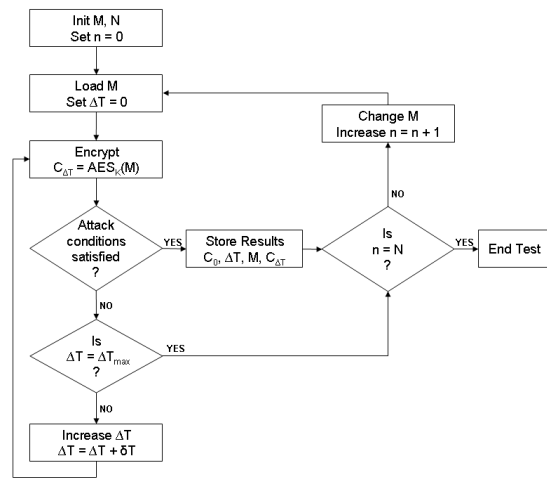 Init M, N
Set n = 0
Load M
Set ΔT = 0
Change M
Increase n = n + 1
Encrypt
C_ΔT = AES_K(M)
NO
Attack
conditions
satisfied
?
YES
Store Results
C_0, ΔT, M, C_ΔT
Is
n = N
?
YES
End Test
NO
Is
ΔT = ΔT_max
?
YES
NO
Increase ΔT
ΔT = ΔT + δT